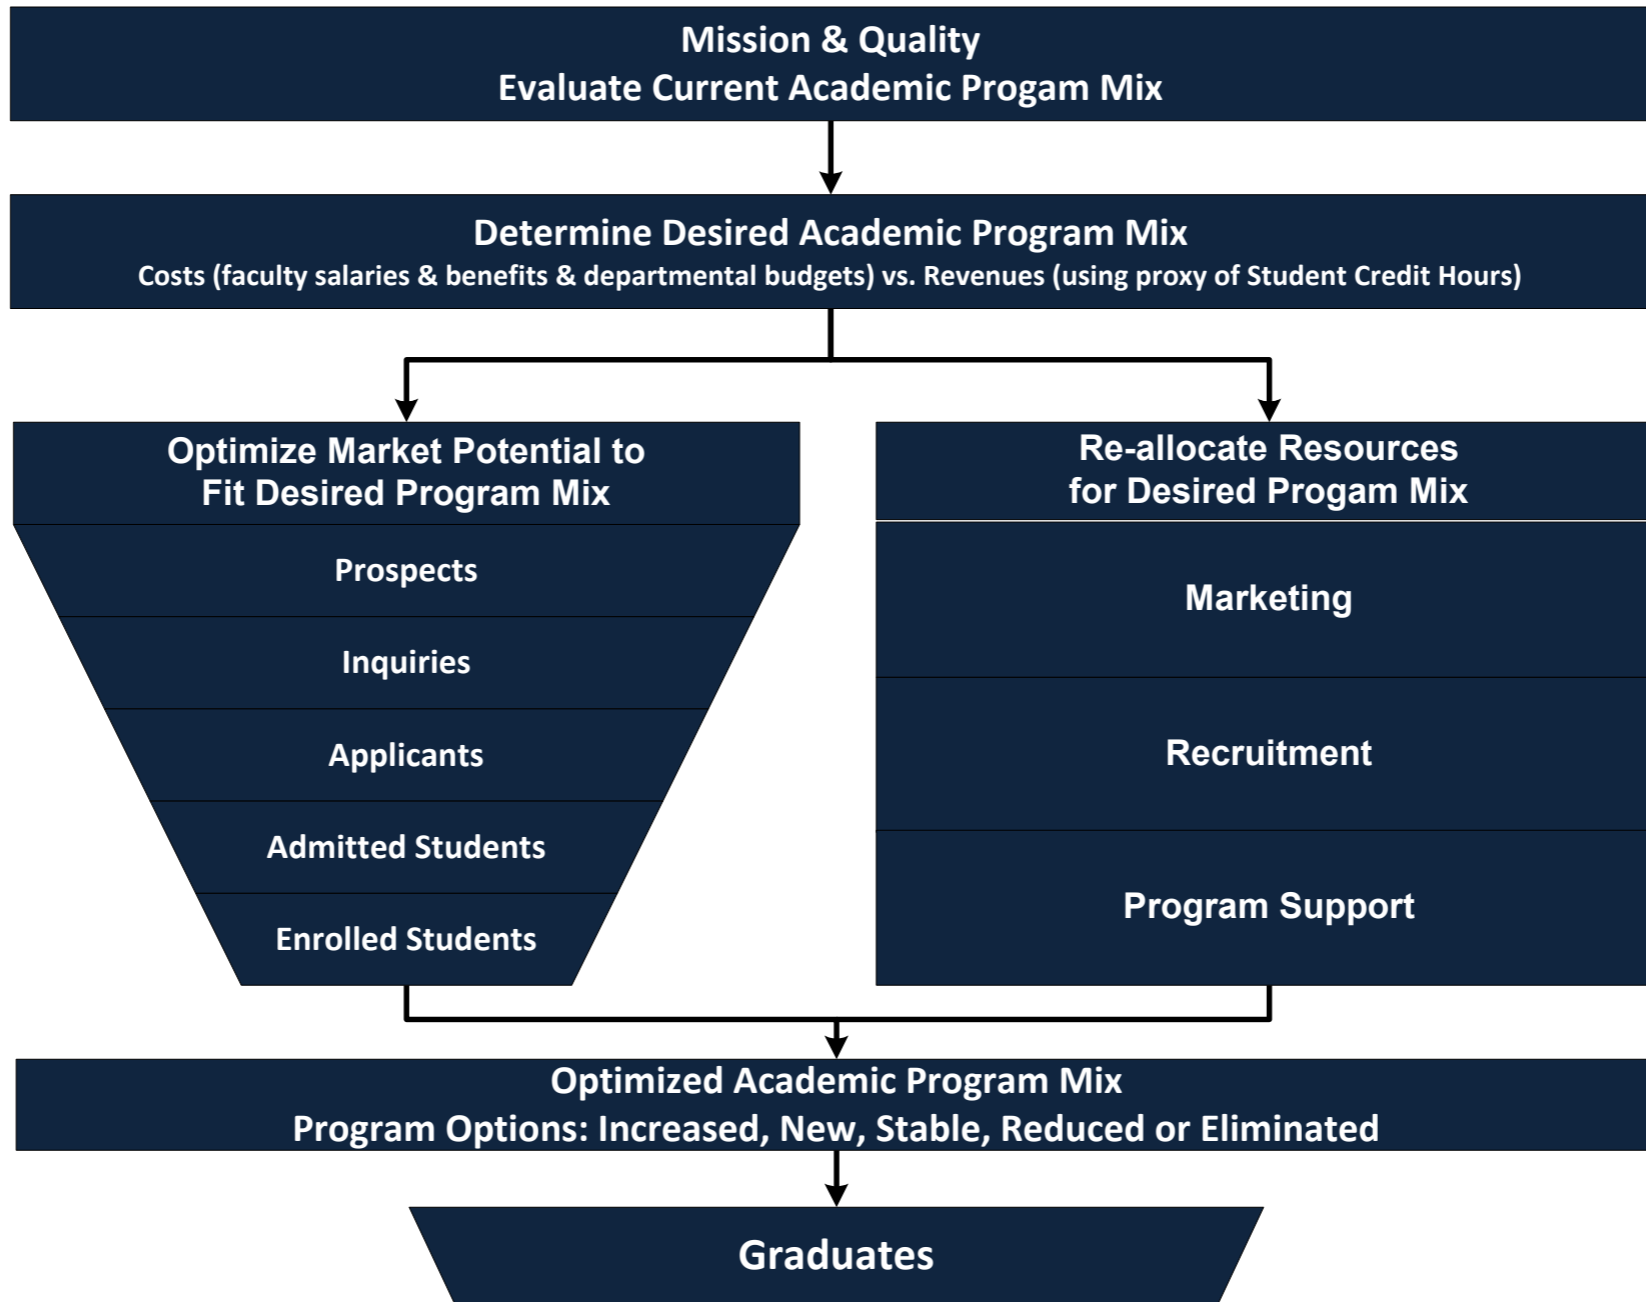 Mission & Quality
Evaluate Current Academic Progam Mix
Determine Desired Academic Program Mix
Costs (faculty salaries & benefits & departmental budgets) vs. Revenues (using proxy of Student Credit Hours)
Optimize Market Potential to
Fit Desired Program Mix
Prospects
Inquiries
Applicants
Admitted Students
Enrolled Students
Re-allocate Resources
for Desired Progam Mix
Marketing
Recruitment
Program Support
Optimized Academic Program Mix
Program Options: Increased, New, Stable, Reduced or Eliminated
Graduates